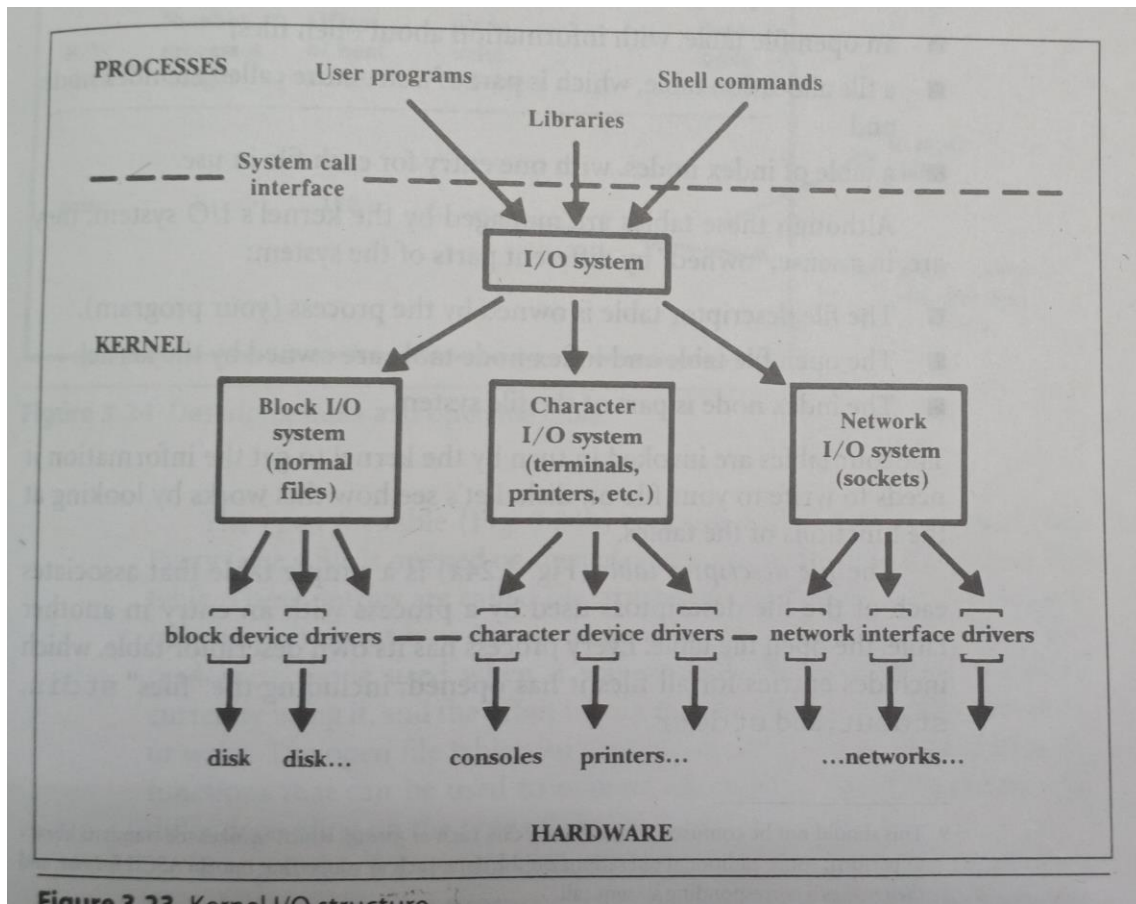 PROCESSES
User programs
Shell commands
Libraries
System call
interface
I/O system
KERNEL
Block I/O
system
(normal
files)
Character
I/O system
(terminals,
printers, etc.)
Network
I/O system
(sockets)
block device drivers
character device drivers
network interface drivers
disk
disk...
consoles
printers...
...networks...
HARDWARE
Figure 3.23 Kernel I/O structure